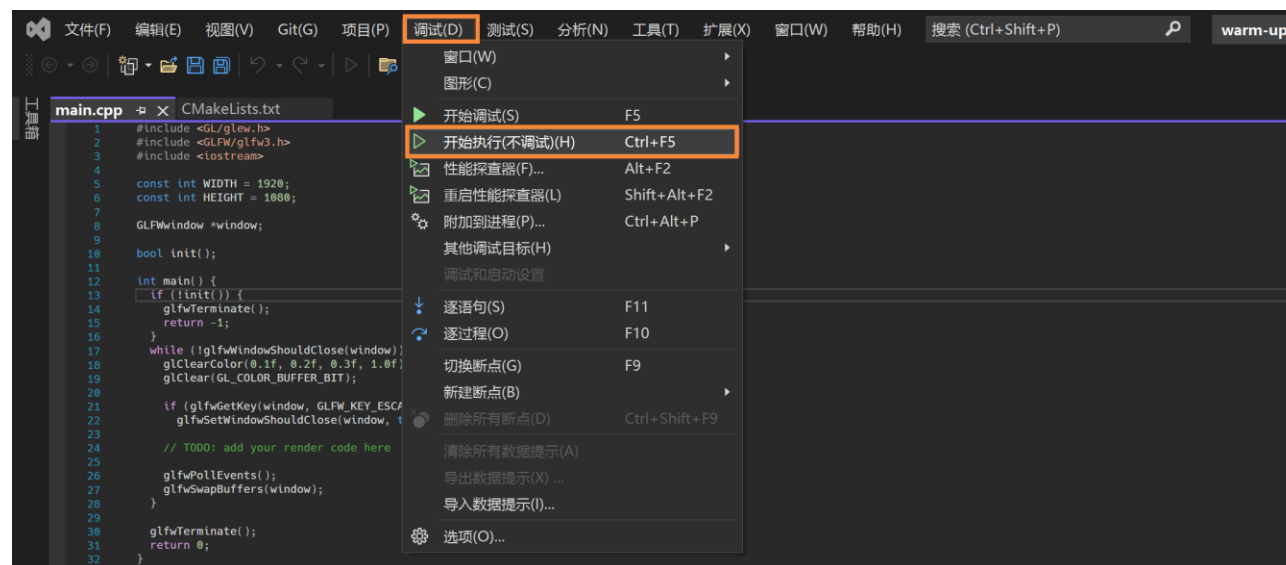 文件(F) 编辑(E) 视图(V) Git(G) 项目(P) 调试(D) 测试(S) 分析(N) 工具(T) 扩展(X) 窗口(W) 帮助(H) 搜索 (Ctrl+Shift+P) warm-up
工具箱
main.cpp CMakeLists.txt
1 #include <GL/glew.h>
2 #include <GLFW/glfw3.h>
3 #include <iostream>
4
5 const int WIDTH = 1920;
6 const int HEIGHT = 1080;
7
8 GLFWwindow *window;
9
10 bool init();
11
12 int main() {
13 if (!init()) {
14 glfwTerminate();
15 return -1;
16 }
17 while (!glfwWindowShouldClose(window))
18 glClearColor(0.1f, 0.2f, 0.3f, 1.0f)
19 glClear(GL_COLOR_BUFFER_BIT);
20
21 if (glfwGetKey(window, GLFW_KEY_ESCA
22 glfwSetWindowShouldClose(window, t
23
24 // TODO: add your render code here
25
26 glfwPollEvents();
27 glfwSwapBuffers(window);
28 }
29
30 glfwTerminate();
31 return 0;
32 }
窗口(W)
图形(C)
开始调试(S) F5
开始执行(不调试)(H) Ctrl+F5
性能探查器(F)... Alt+F2
重启性能探查器(L) Shift+Alt+F2
附加到进程(P)... Ctrl+Alt+P
其他调试目标(H)
调试和启动设置
逐语句(S) F11
逐过程(O) F10
切换断点(G) F9
新建断点(B)
删除所有断点(D) Ctrl+Shift+F9
清除所有数据提示(A)
导出数据提示(X) ...
导入数据提示(I)...
选项(O)...